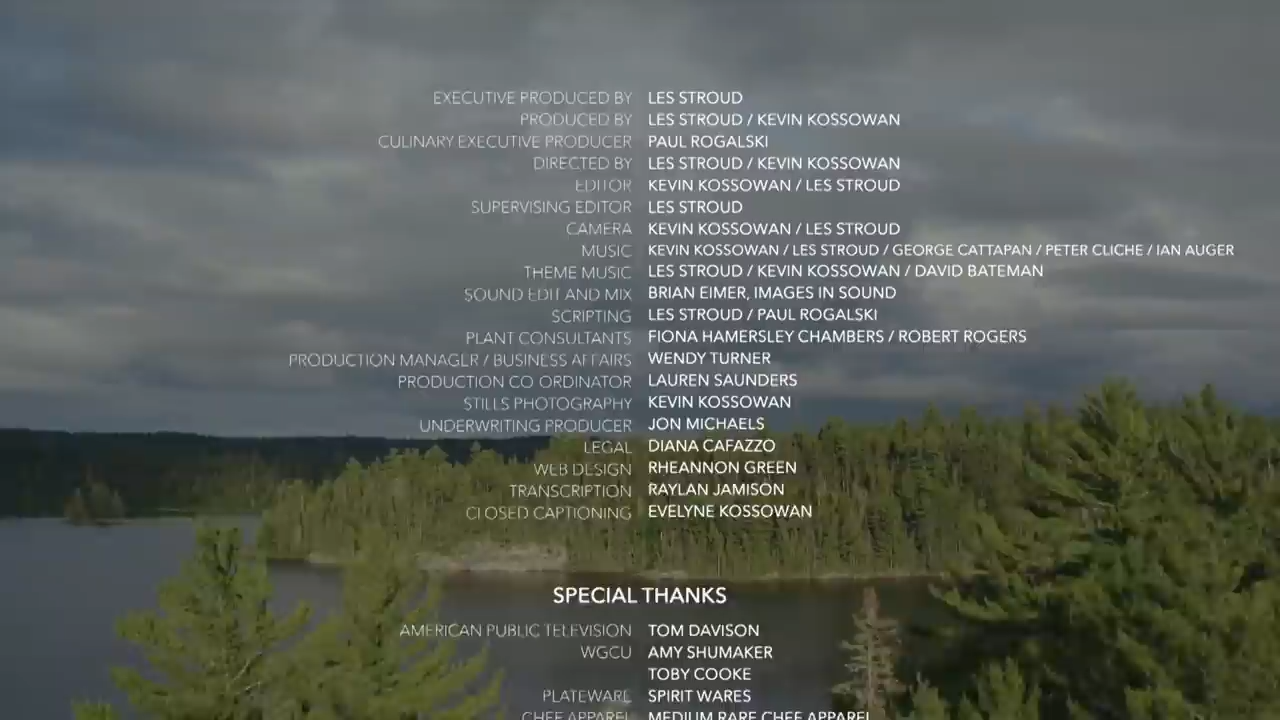 EXECUTIVE PRODUCED BY LES STROUD
PRODUCED BY LES STROUD / KEVIN KOSSOWAN
CULINARY EXECUTIVE PRODUCER PAUL ROGALSKI
DIRECTED BY LES STROUD / KEVIN KOSSOWAN
EDITOR KEVIN KOSSOWAN / LES STROUD
SUPERVISING EDITOR LES STROUD
CAMERA KEVIN KOSSOWAN / LES STROUD
MUSIC KEVIN KOSSOWAN / LES STROUD / GEORGE CATTAPAN / PETER CLICHE / IAN AUGER
THEME MUSIC LES STROUD / KEVIN KOSSOWAN / DAVID BATEMAN
SOUND EDIT AND MIX BRIAN EIMER, IMAGES IN SOUND
SCRIPTING LES STROUD / PAUL ROGALSKI
PLANT CONSULTANTS FIONA HAMERSLEY CHAMBERS / ROBERT ROGERS
PRODUCTION MANAGER / BUSINESS AFFAIRS WENDY TURNER
PRODUCTION CO ORDINATOR LAUREN SAUNDERS
STILLS PHOTOGRAPHY KEVIN KOSSOWAN
UNDERWRITING PRODUCER JON MICHAELS
LEGAL DIANA CAFAZZO
WEB DESIGN RHEANNON GREEN
TRANSCRIPTION RAYLAN JAMISON
CLOSED CAPTIONING EVELYNE KOSSOWAN
SPECIAL THANKS
AMERICAN PUBLIC TELEVISION TOM DAVISON
WGCU AMY SHUMAKER
TOBY COOKE
PLATEWARE SPIRIT WARES
CHEF APPAREL MEDIUM RARE CHEF APPAREL